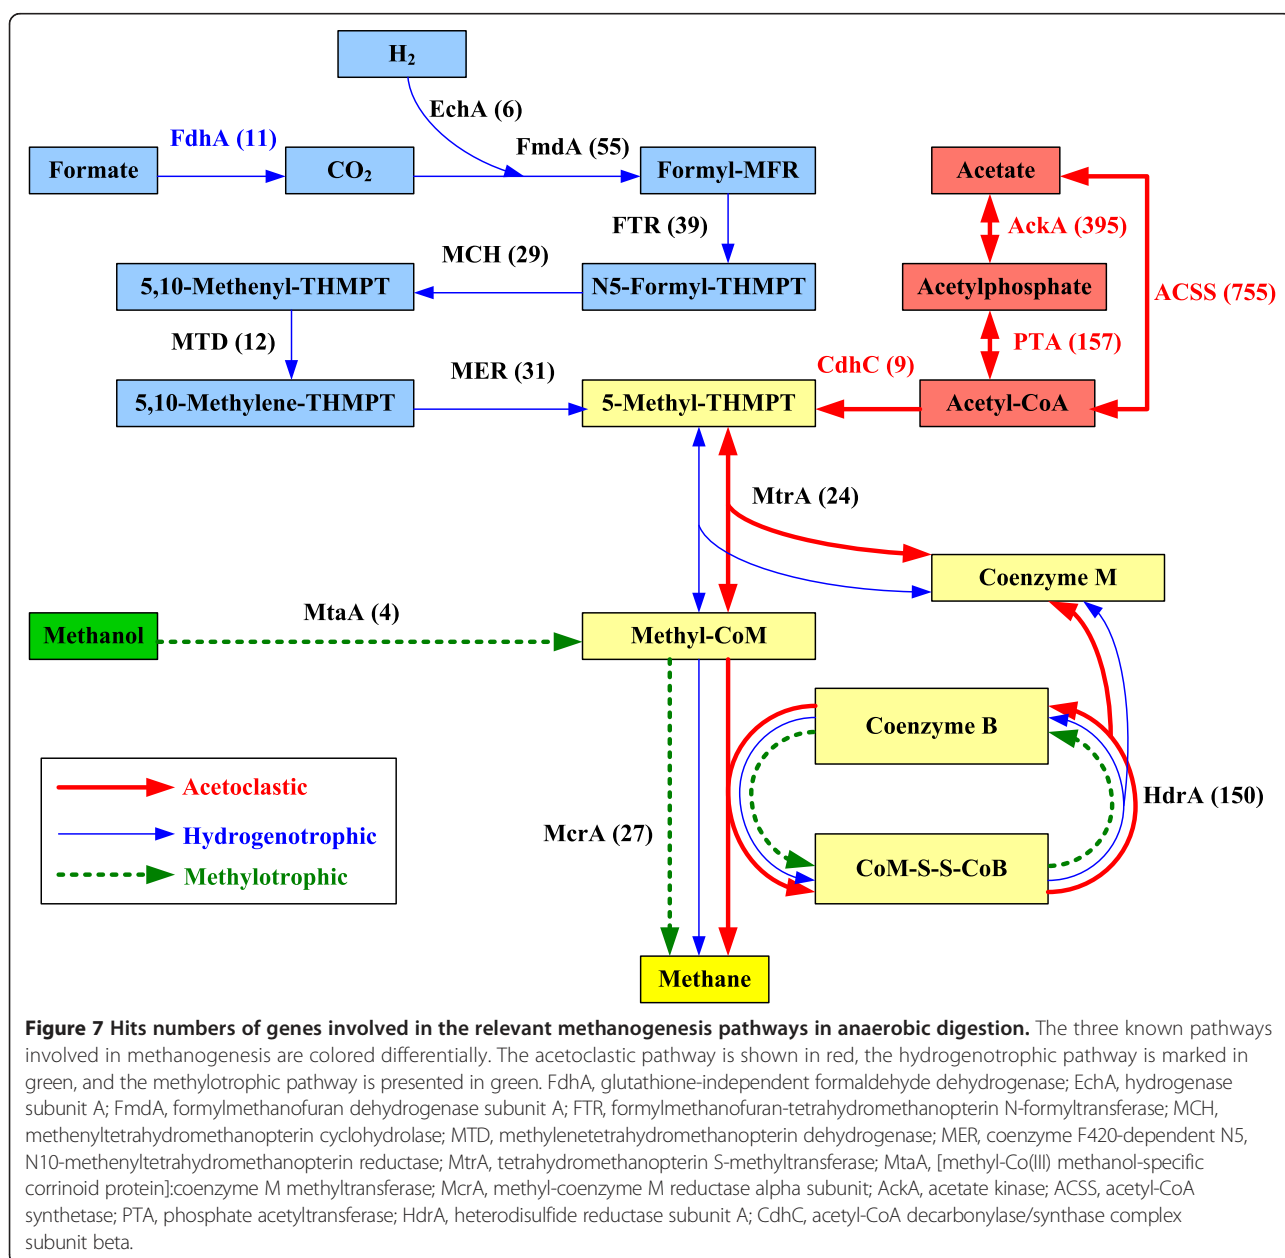 H₂
EchA (6)
FdhA (11)
FmdA (55)
Formate
CO₂
Formyl-MFR
Acetate
FTR (39)
AckA (395)
MCH (29)
5,10-Methenyl-THMPT
N5-Formyl-THMPT
Acetylphosphate
ACSS (755)
MTD (12)
PTA (157)
MER (31)
CdhC (9)
5,10-Methylene-THMPT
5-Methyl-THMPT
Acetyl-CoA
MtrA (24)
Coenzyme M
MtaA (4)
Methanol
Methyl-CoM
Coenzyme B
Acetoclastic
HdrA (150)
Hydrogenotrophic
McrA (27)
CoM-S-S-CoB
Methylotrophic
Methane
Figure 7 Hits numbers of genes involved in the relevant methanogenesis pathways in anaerobic digestion. The three known pathways
involved in methanogenesis are colored differentially. The acetoclastic pathway is shown in red, the hydrogenotrophic pathway is marked in
green, and the methylotrophic pathway is presented in green. FdhA, glutathione-independent formaldehyde dehydrogenase; EchA, hydrogenase
subunit A; FmdA, formylmethanofuran dehydrogenase subunit A; FTR, formylmethanofuran-tetrahydromethanopterin N-formyltransferase; MCH,
methenyltetrahydromethanopterin cyclohydrolase; MTD, methylenetetrahydromethanopterin dehydrogenase; MER, coenzyme F420-dependent N5,
N10-methenyltetrahydromethanopterin reductase; MtrA, tetrahydromethanopterin S-methyltransferase; MtaA, [methyl-Co(III) methanol-specific
corrinoid protein]:coenzyme M methyltransferase; McrA, methyl-coenzyme M reductase alpha subunit; AckA, acetate kinase; ACSS, acetyl-CoA
synthetase; PTA, phosphate acetyltransferase; HdrA, heterodisulfide reductase subunit A; CdhC, acetyl-CoA decarbonylase/synthase complex
subunit beta.